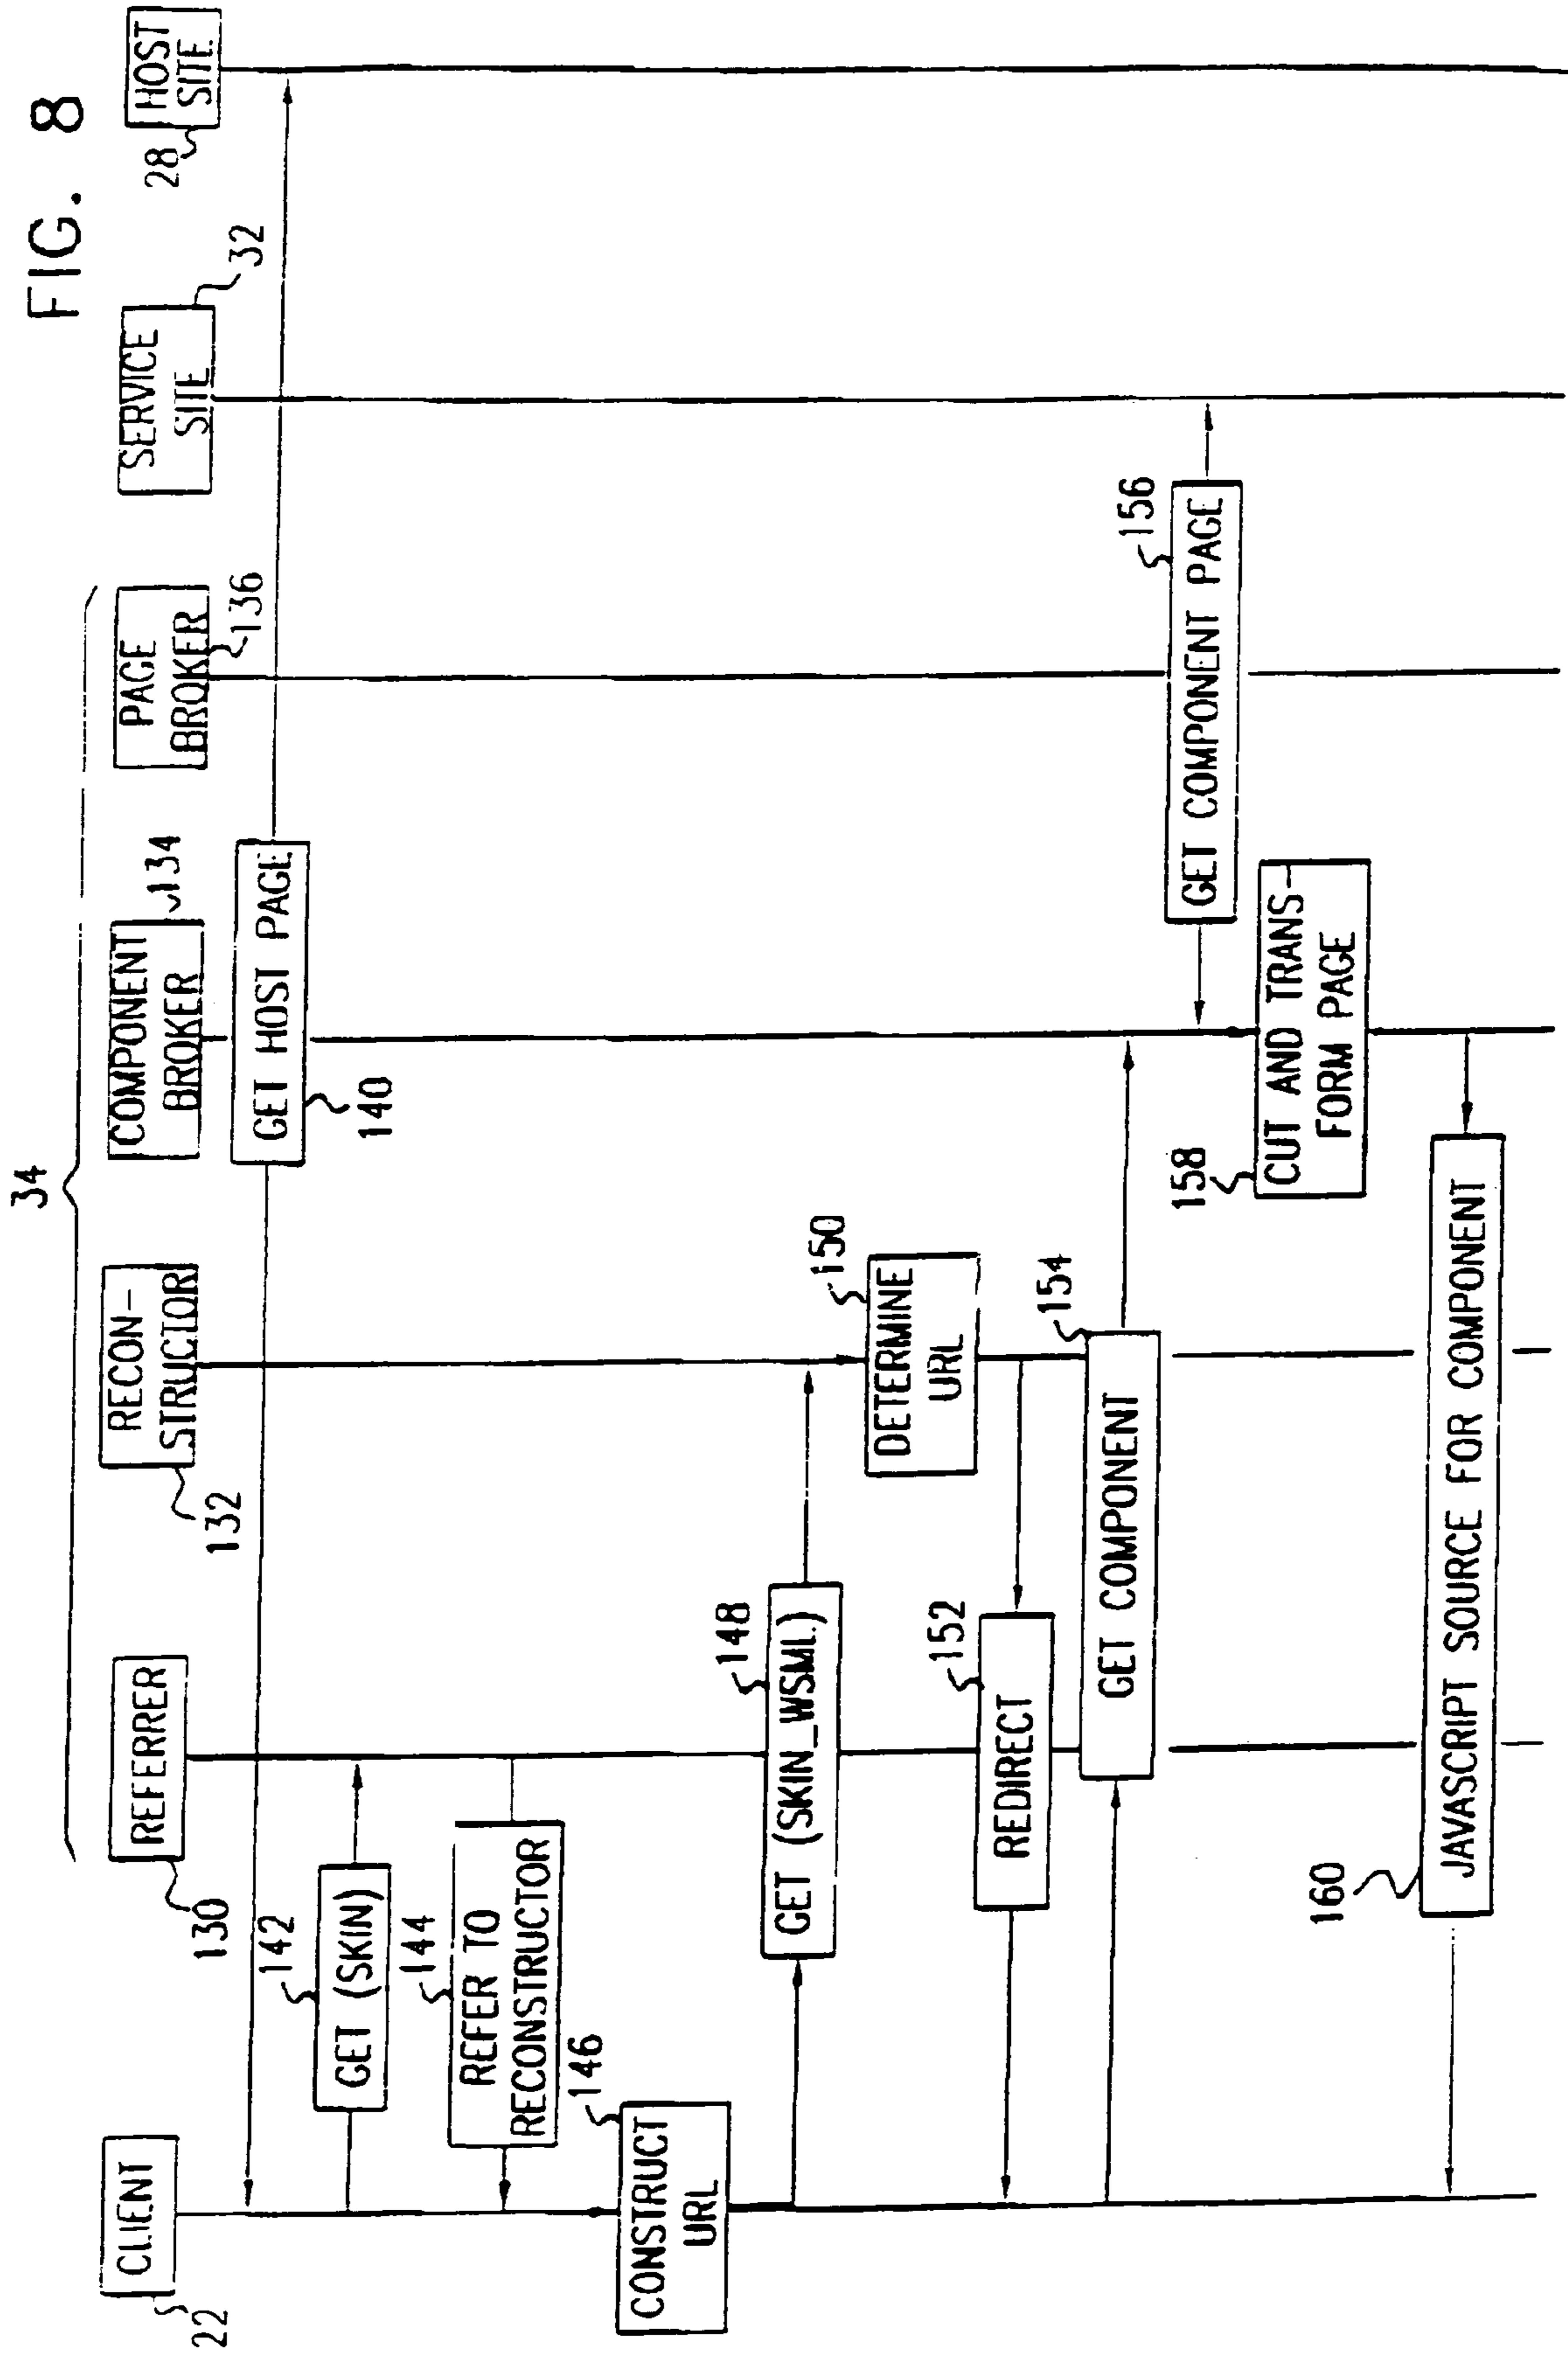 FIG. 8
34
CLIENT
22
REFERRER
130
RECON-
STRUCTOR
132
COMPONENT
BROKER
134
PAGE
BROKER
136
SERVICE
SITE
32
HOST
SITE
28
GET HOST PAGE
140
142
GET (SKIN)
144
REFER TO
RECONSTRUCTOR
146
CONSTRUCT
URL
148
GET (SKIN_WSML)
150
DETERMINE
URL
152
REDIRECT
154
GET COMPONENT
156
GET COMPONENT PAGE
158
CUT AND TRANS-
FORM PAGE
160
JAVASCRIPT SOURCE FOR COMPONENT